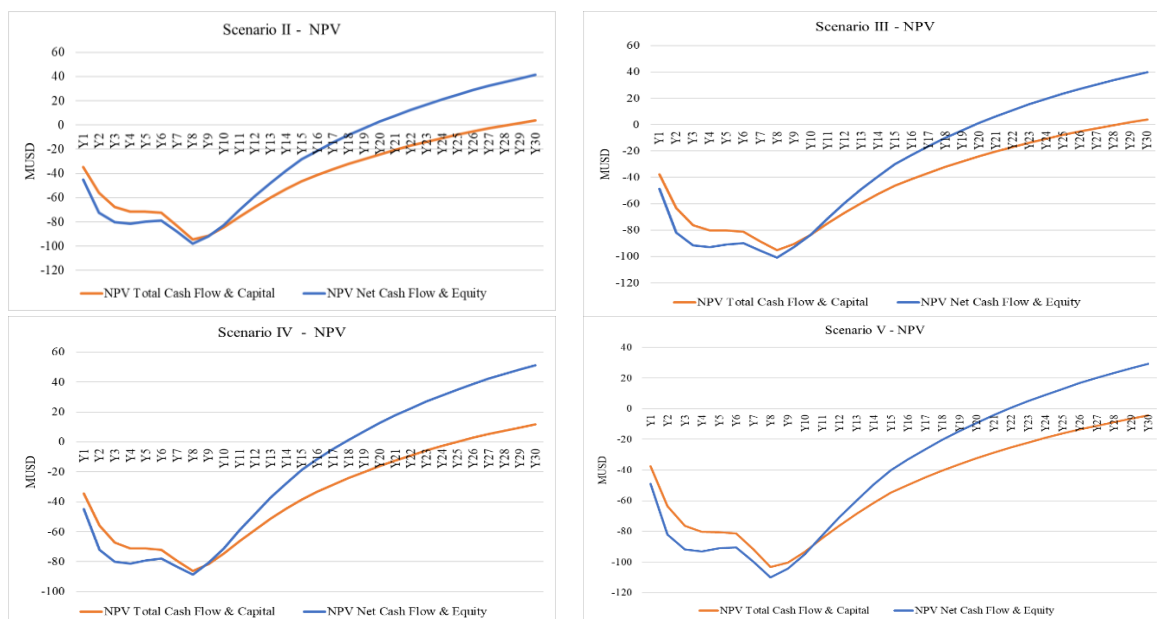 Scenario II - NPV
60
40
20
0
-20
-40
-60
-80
-100
-120
MUSD
Y1 Y2 Y3 Y4 Y5 Y6 Y7 Y8 Y9 Y10 Y11 Y12 Y13 Y14 Y15 Y16 Y17 Y18 Y19 Y20 Y21 Y22 Y23 Y24 Y25 Y26 Y27 Y28 Y29 Y30
NPV Total Cash Flow & Capital NPV Net Cash Flow & Equity
Scenario III - NPV
60
40
20
0
-20
-40
-60
-80
-100
-120
MUSD
Y1 Y2 Y3 Y4 Y5 Y6 Y7 Y8 Y9 Y10 Y11 Y12 Y13 Y14 Y15 Y16 Y17 Y18 Y19 Y20 Y21 Y22 Y23 Y24 Y25 Y26 Y27 Y28 Y29 Y30
NPV Total Cash Flow & Capital NPV Net Cash Flow & Equity
Scenario IV - NPV
60
40
20
0
-20
-40
-60
-80
-100
MUSD
Y1 Y2 Y3 Y4 Y5 Y6 Y7 Y8 Y9 Y10 Y11 Y12 Y13 Y14 Y15 Y16 Y17 Y18 Y19 Y20 Y21 Y22 Y23 Y24 Y25 Y26 Y27 Y28 Y29 Y30
NPV Total Cash Flow & Capital NPV Net Cash Flow & Equity
Scenario V - NPV
40
20
0
-20
-40
-60
-80
-100
-120
MUSD
Y1 Y2 Y3 Y4 Y5 Y6 Y7 Y8 Y9 Y10 Y11 Y12 Y13 Y14 Y15 Y16 Y17 Y18 Y19 Y20 Y21 Y22 Y23 Y24 Y25 Y26 Y27 Y28 Y29 Y30
NPV Total Cash Flow & Capital NPV Net Cash Flow & Equity